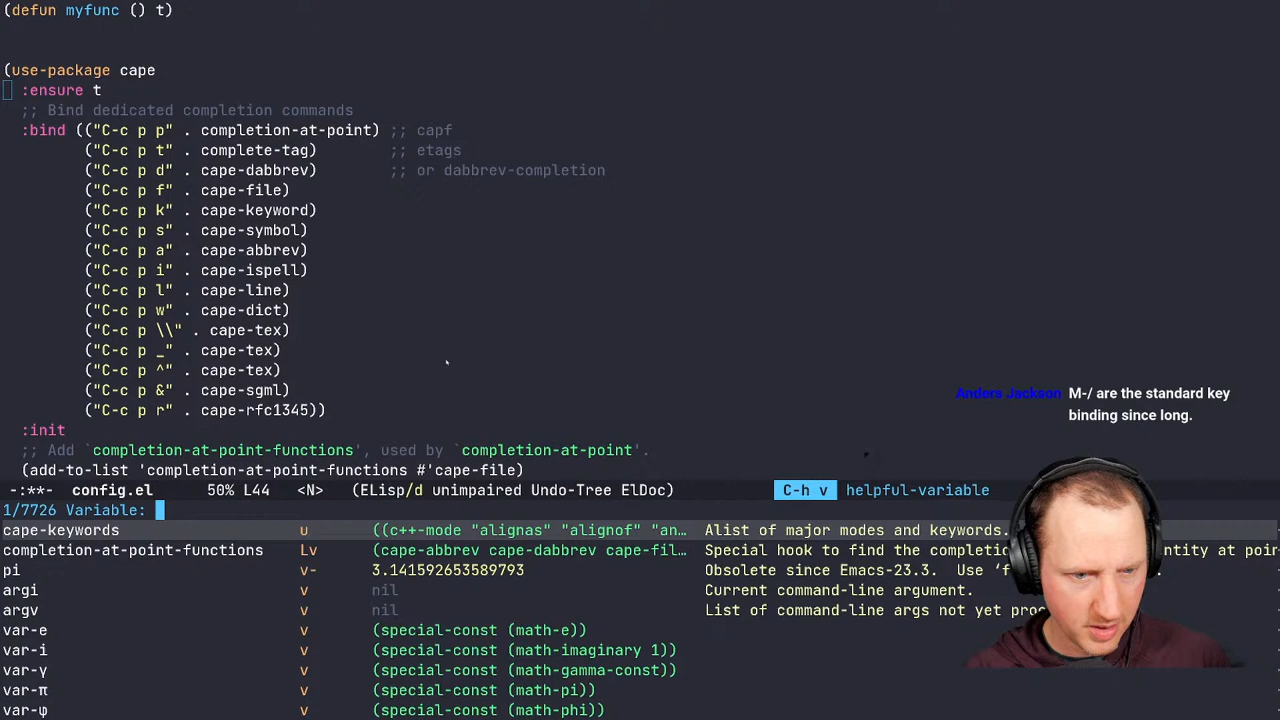 (defun myfunc () t)
(use-package cape
:ensure t
;; Bind dedicated completion commands
:bind (("C-c p p" . completion-at-point) ;; capf
("C-c p t" . complete-tag) ;; etags
("C-c p d" . cape-dabbrev) ;; or dabbrev-completion
("C-c p f" . cape-file)
("C-c p k" . cape-keyword)
("C-c p s" . cape-symbol)
("C-c p a" . cape-abbrev)
("C-c p i" . cape-ispell)
("C-c p l" . cape-line)
("C-c p w" . cape-dict)
("C-c p \\" . cape-tex)
("C-c p _" . cape-tex)
("C-c p ^" . cape-tex)
("C-c p &" . cape-sgml)
("C-c p r" . cape-rfc1345))
Anders Jackson M-/ are the standard key
binding since long.
:init
;; Add `completion-at-point-functions', used by `completion-at-point'.
(add-to-list 'completion-at-point-functions #'cape-file)
-:**- config.el 50% L44 <N> (ELisp/d unimpaired Undo-Tree ElDoc) C-h v helpful-variable
1/7726 Variable:
cape-keywords u ((c++-mode "alignas" "alignof" "an… Alist of major modes and keywords.
completion-at-point-functions Lv (cape-abbrev cape-dabbrev cape-fil… Special hook to find the completio ntity at poin
pi v- 3.141592653589793 Obsolete since Emacs-23.3. Use ‘f
argi v nil Current command-line argument.
argv v nil List of command-line args not yet proc
var-e v (special-const (math-e))
var-i v (special-const (math-imaginary 1))
var-γ v (special-const (math-gamma-const))
var-π v (special-const (math-pi))
var-φ v (special-const (math-phi))